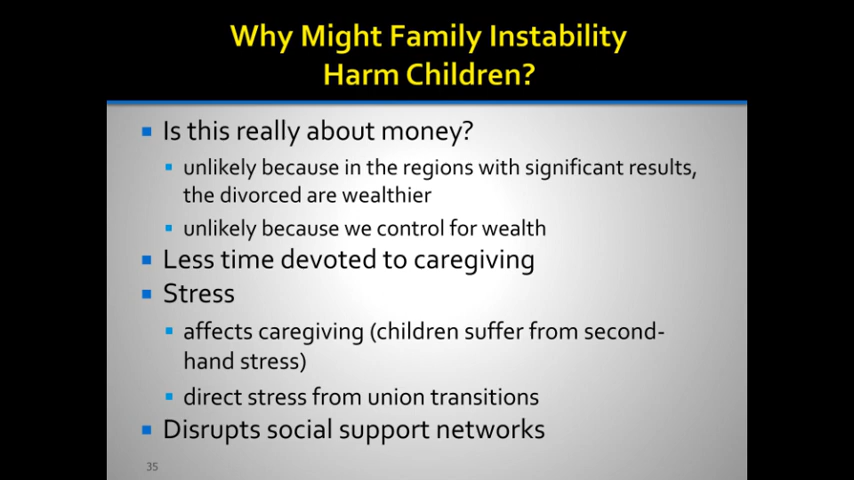 Why Might Family Instability
Harm Children?
Is this really about money?
unlikely because in the regions with significant results,
the divorced are wealthier
unlikely because we control for wealth
Less time devoted to caregiving
Stress
affects caregiving (children suffer from second-
hand stress)
direct stress from union transitions
Disrupts social support networks
35